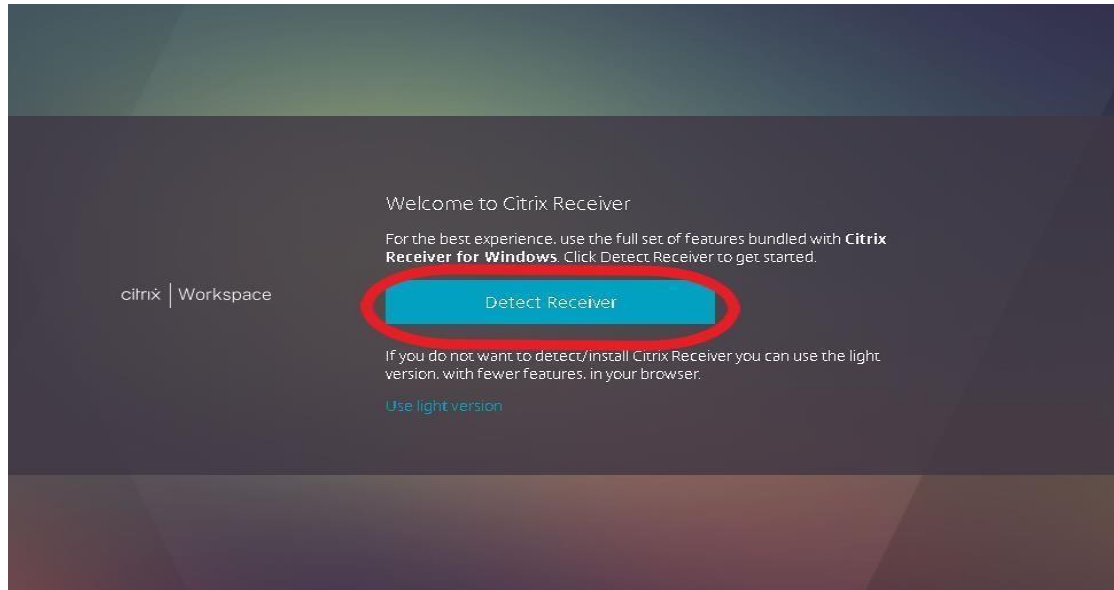 Welcome to Citrix Receiver
For the best experience, use the full set of features bundled with Citrix
Receiver for Windows. Click Detect Receiver to get started.
citrix | Workspace
Detect Receiver
If you do not want to detect/install Citrix Receiver you can use the light
version, with fewer features, in your browser.
Use light version